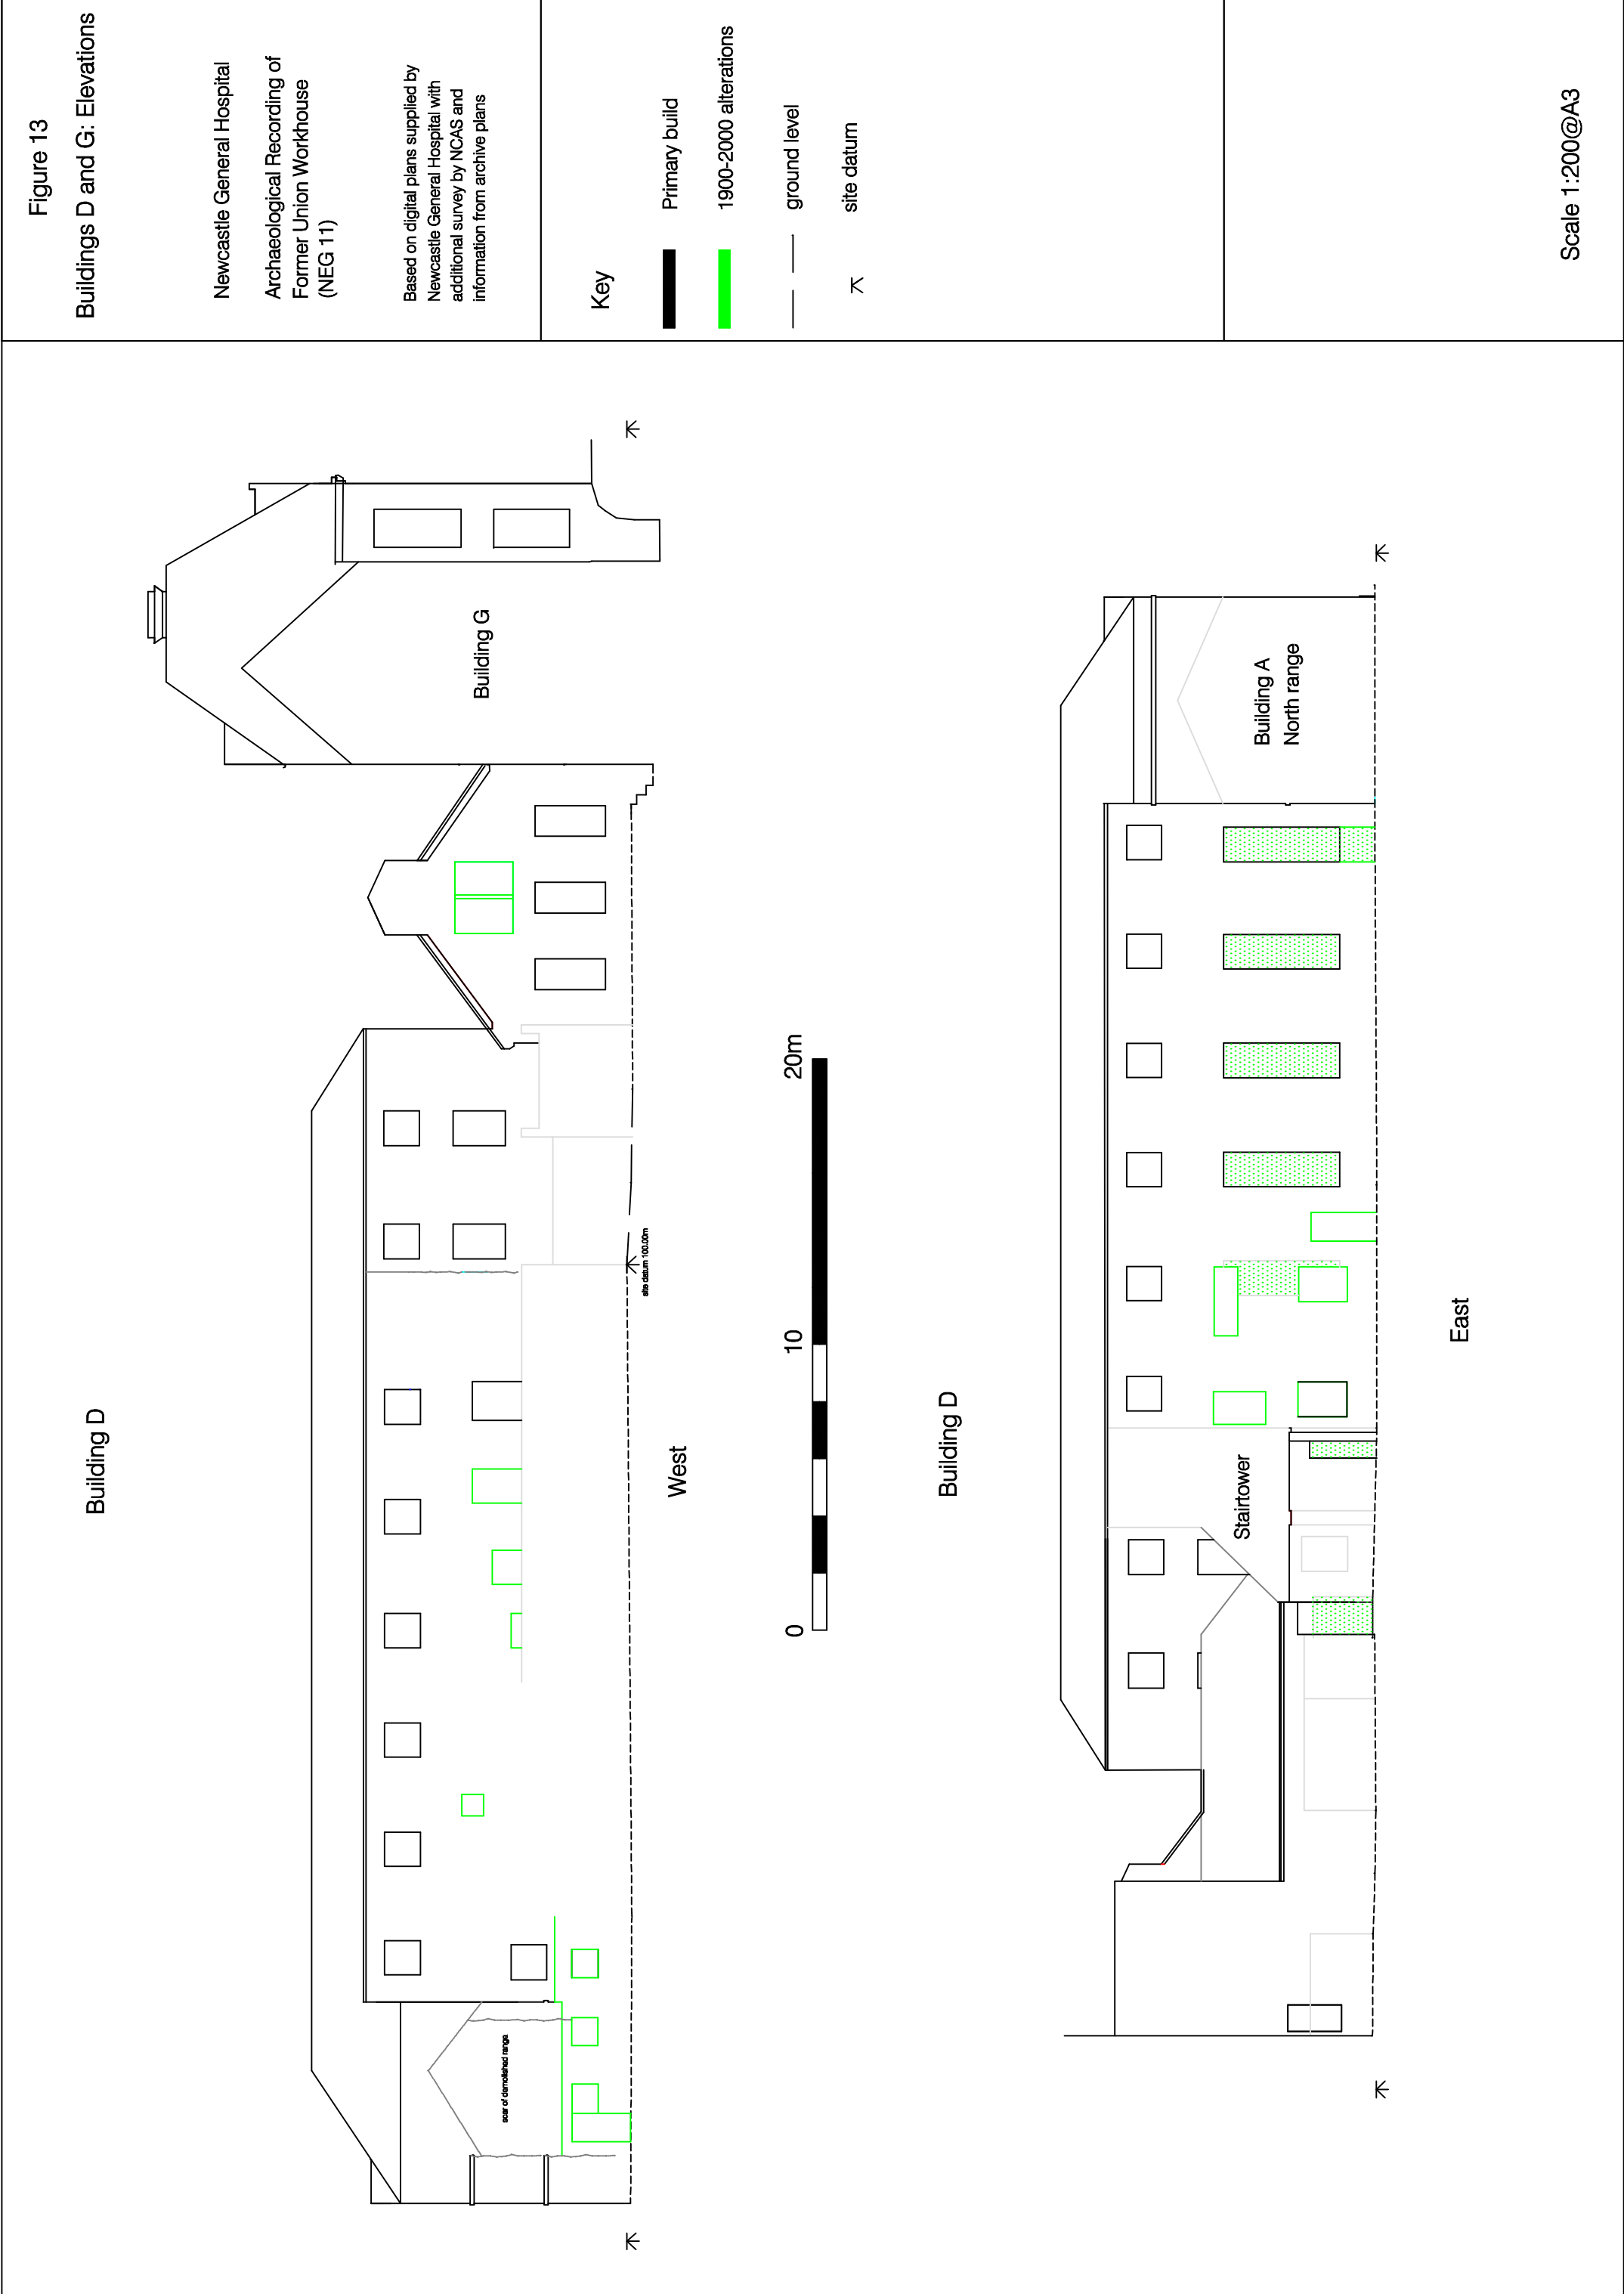 Figure 13
Buildings D and G: Elevations
Newcastle General Hospital
Archaeological Recording of
Former Union Workhouse
(NEG 11)
Based on digital plans supplied by
Newcastle General Hospital with
additional survey by NCAS and
information from archive plans
Key
Primary build
1900-2000 alterations
ground level
site datum
Scale 1:200@A3
Building D
scar of demolished range
site datum 100.00m
Building G
West
0
10
20m
Building D
Stairtower
Building A
North range
East